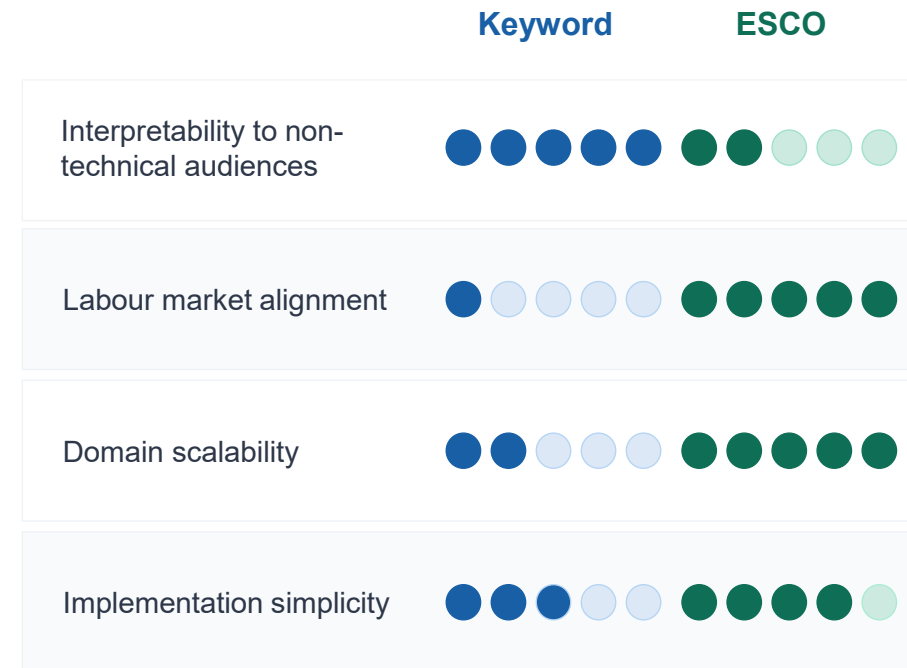 Keyword ESCO
Interpretability to non-
technical audiences
Labour market alignment
Domain scalability
Implementation simplicity